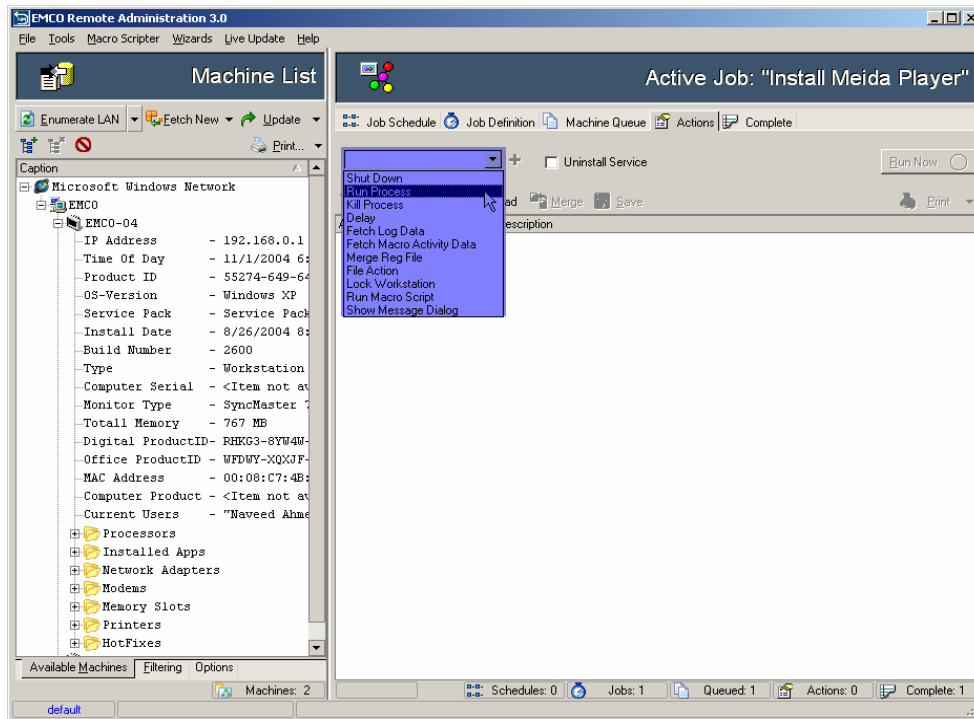 EMCO Remote Administration 3.0
File Tools Macro Scripter Wizards Live Update Help
Machine List
Active Job: "Install Meida Player"
Enumerate LAN Fetch New Update
Print...
Job Schedule Job Definition Machine Queue Actions Complete
Uninstall Service
Run Now
Shut Down
Run Process
Kill Process
Delay
Fetch Log Data
Fetch Macro Activity Data
Merge Reg File
File Action
Lock Workstation
Run Macro Script
Show Message Dialog
ad Merge Save Print
escription
Caption
Microsoft Windows Network
EMCO
EMCO-04
IP Address - 192.168.0.1
Time Of Day - 11/1/2004 6:
Product ID - 55274-649-64
OS-Version - Windows XP
Service Pack - Service Pack
Install Date - 8/26/2004 8:
Build Number - 2600
Type - Workstation
Computer Serial - <Item not av
Monitor Type - SyncMaster 7
Totall Memory - 767 MB
Digital ProductID- RHKG3-8YW4W-
Office ProductID - WFDWY-XQXJF-
MAC Address - 00:08:C7:4B:
Computer Product - <Item not av
Current Users - "Naveed Ahme
Processors
Installed Apps
Network Adapters
Modems
Memory Slots
Printers
HotFixes
Available Machines Filtering Options
Machines: 2
Schedules: 0 Jobs: 1 Queued: 1 Actions: 0 Complete: 1
default